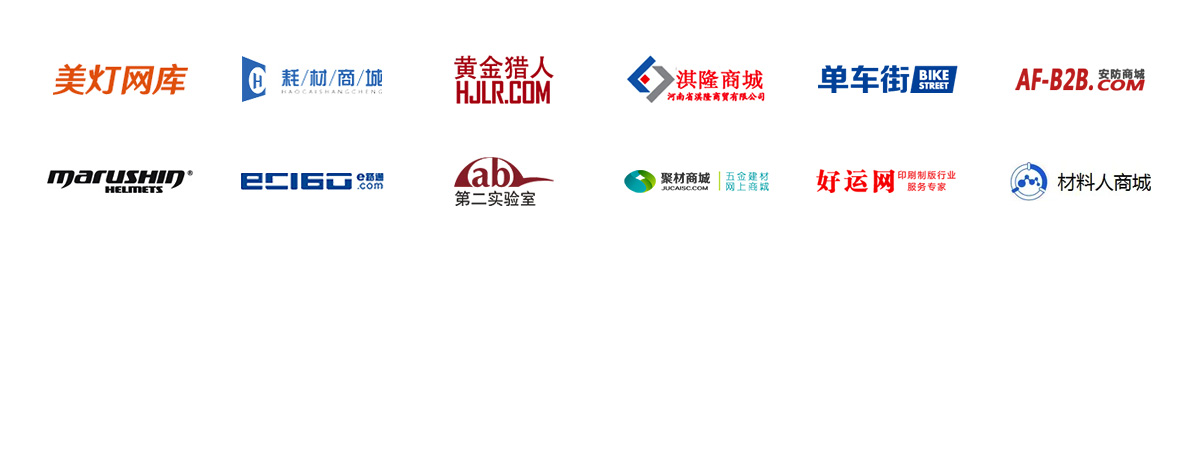 美灯网库
耗/材/商/城
HAOCAISHANGCHENG
黄金猎人
HJLR.COM
淇隆商城
河南省淇隆商贸有限公司
单车街 BIKE STREET
AF-B2B.COM 安防商城
marushin®
HELMETS
ec160 e路通.com
lab
第二实验室
聚材商城
JUCAISC.COM
五金建材
网上商城
好运网
印刷制版行业
服务专家
材料人商城